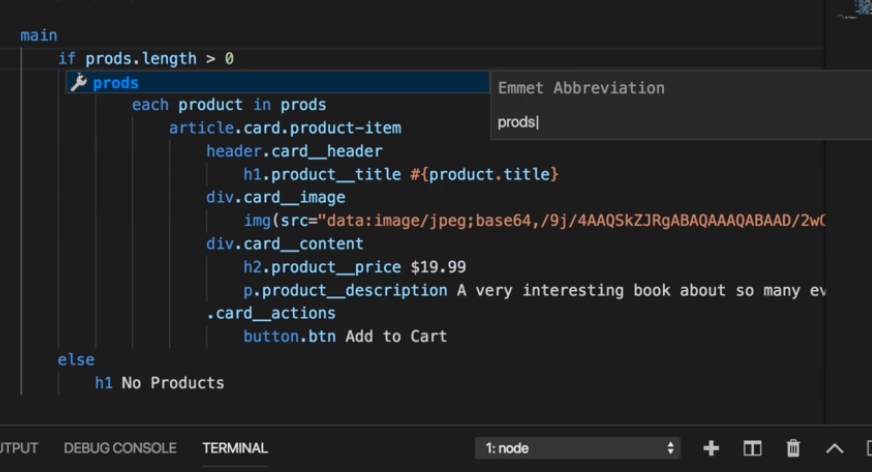 main
if prods.length > 0
prods
Emmet Abbreviation
prods
each product in prods
article.card.product-item
header.card__header
h1.product__title #{product.title}
div.card__image
img(src="data:image/jpeg;base64,/9j/4AAQSkZJRgABAQAAAQABAAD/2wC
div.card__content
h2.product__price $19.99
p.product__description A very interesting book about so many ev
.card__actions
button.btn Add to Cart
else
h1 No Products
UTPUT DEBUG CONSOLE TERMINAL 1: node